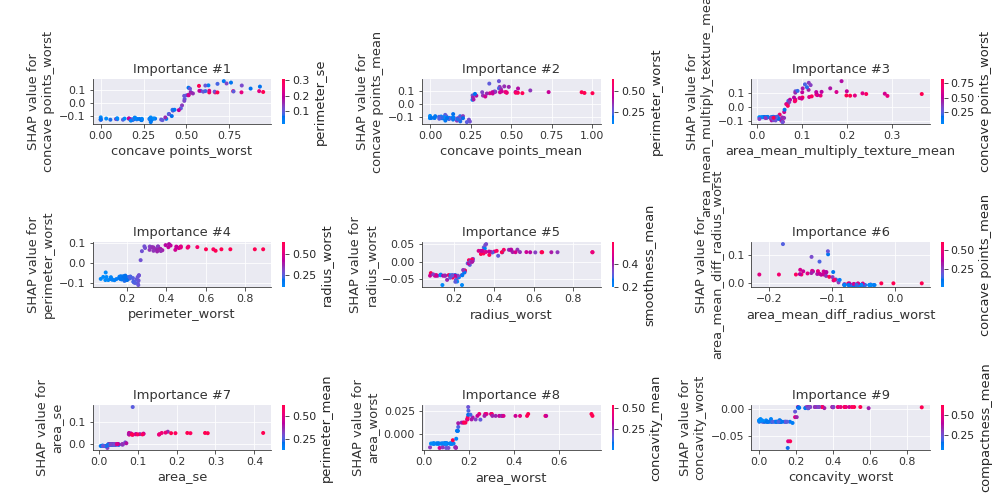 Importance #1
SHAP value for
concave points_worst
0.1
0.0
−0.1
0.00
0.25
0.50
0.75
concave points_worst
0.3
0.2
0.1
perimeter_se
Importance #2
SHAP value for
concave points_mean
0.1
0.0
−0.1
0.00
0.25
0.50
0.75
1.00
concave points_mean
0.50
0.25
perimeter_worst
Importance #3
SHAP value for
area_mean_multiply_texture_mea
0.1
0.0
−0.1
0.0
0.1
0.2
0.3
area_mean_multiply_texture_mean
0.75
0.50
0.25
concave points_worst
Importance #4
SHAP value for
perimeter_worst
0.1
0.0
−0.1
0.2
0.4
0.6
0.8
perimeter_worst
0.50
0.25
radius_worst
Importance #5
SHAP value for
radius_worst
0.05
0.00
−0.05
0.2
0.4
0.6
0.8
radius_worst
0.4
0.2
smoothness_mean
Importance #6
SHAP value for
area_mean_diff_radius_worst
0.1
0.0
−0.2
−0.1
0.0
area_mean_diff_radius_worst
0.50
0.25
concave points_mean
Importance #7
SHAP value for
area_se
0.1
0.0
0.0
0.1
0.2
0.3
0.4
area_se
0.50
0.25
perimeter_mean
Importance #8
SHAP value for
area_worst
0.025
0.000
0.0
0.2
0.4
0.6
area_worst
0.50
0.25
concavity_mean
Importance #9
SHAP value for
concavity_worst
0.00
−0.05
0.0
0.2
0.4
0.6
0.8
concavity_worst
0.50
0.25
compactness_mean